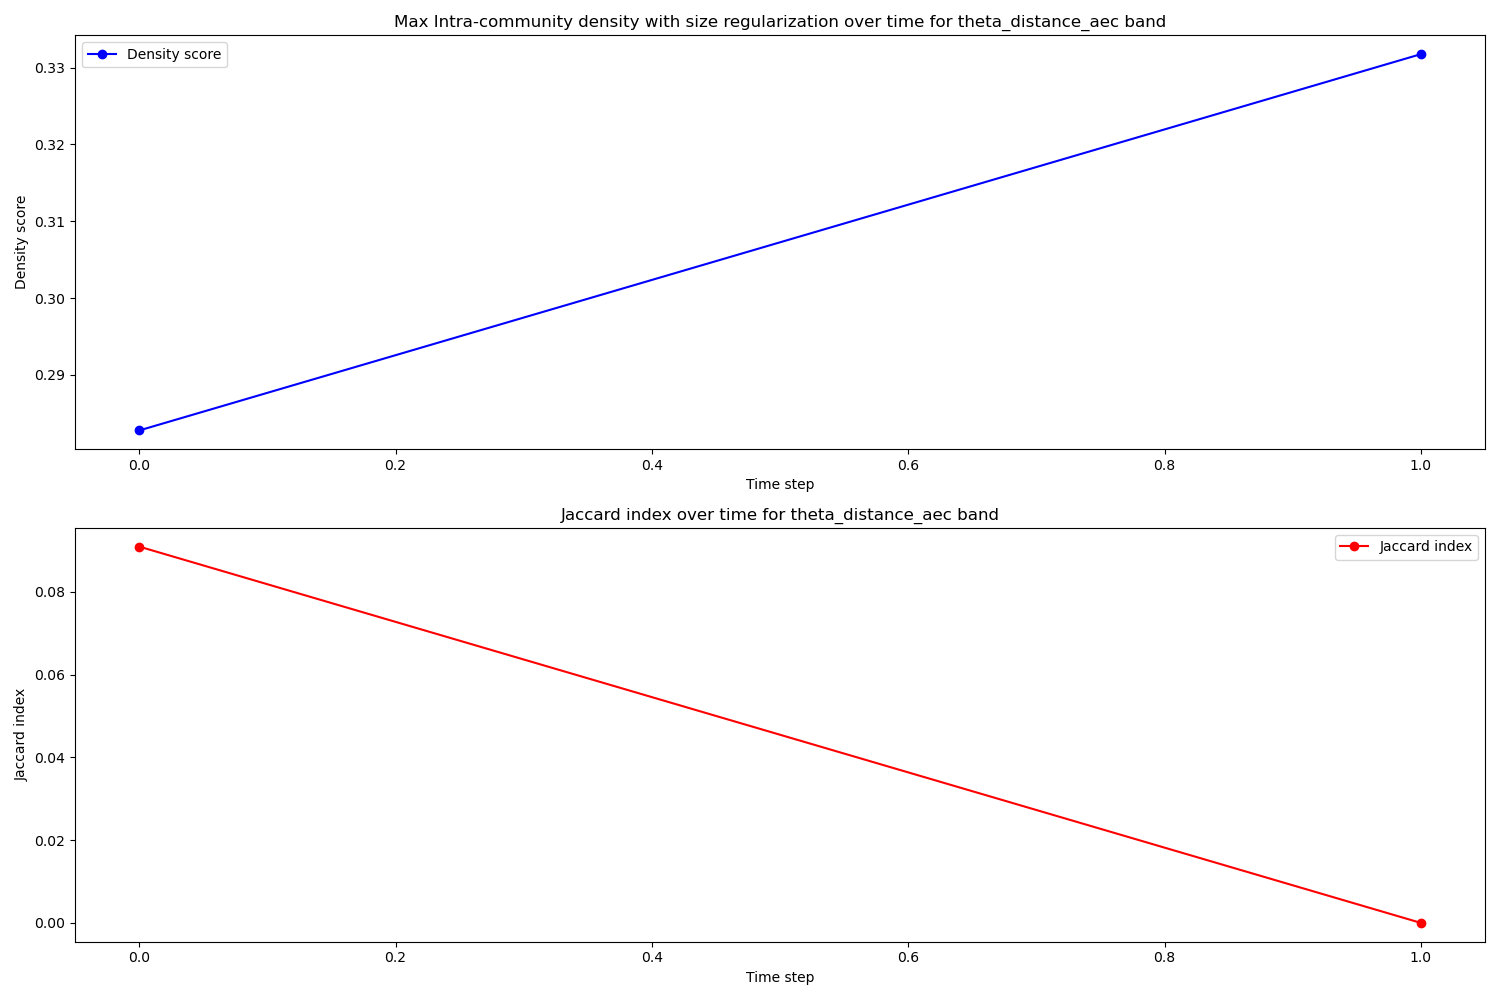 Max Intra-community density with size regularization over time for theta_distance_aec band
Density score
0.33
0.32
0.31
0.30
0.29
Density score
0.0 0.2 0.4 0.6 0.8 1.0
Time step
Jaccard index over time for theta_distance_aec band
Jaccard index
0.08
0.06
0.04
0.02
0.00
Jaccard index
0.0 0.2 0.4 0.6 0.8 1.0
Time step